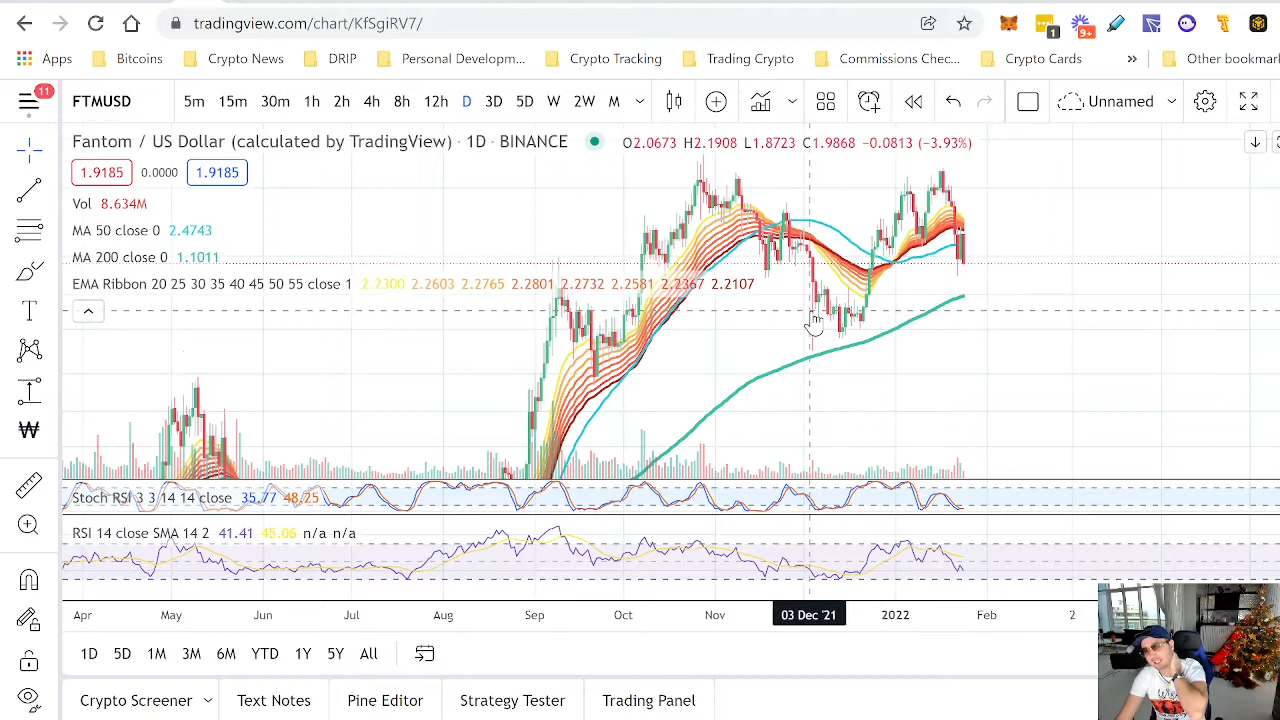 tradingview.com/chart/KfSgiRV7/
1
9+
Apps
Bitcoins
Crypto News
DRIP
Personal Developm...
Crypto Tracking
Trading Crypto
Commissions Chec...
Crypto Cards
»
Other bookmar
11
FTMUSD
5m 15m 30m 1h 2h 4h 8h 12h D 3D 5D W 2W M
Unnamed
Fantom / US Dollar (calculated by TradingView) · 1D · BINANCE
O2.0673 H2.1908 L1.8723 C1.9868 -0.0813 (-3.93%)
1.9185 0.0000 1.9185
Vol 8.634M
MA 50 close 0 2.4743
MA 200 close 0 1.1011
EMA Ribbon 20 25 30 35 40 45 50 55 close 1 2.2300 2.2603 2.2765 2.2801 2.2732 2.2581 2.2367 2.2107
Stoch RSI 3 3 14 14 close 35.77 48.25
RSI 14 close SMA 14 2 41.41 45.06 n/a n/a
Apr May Jun Jul Aug Sep Oct Nov 03 Dec '21 2022 Feb 2
1D 5D 1M 3M 6M YTD 1Y 5Y All
Crypto Screener Text Notes Pine Editor Strategy Tester Trading Panel